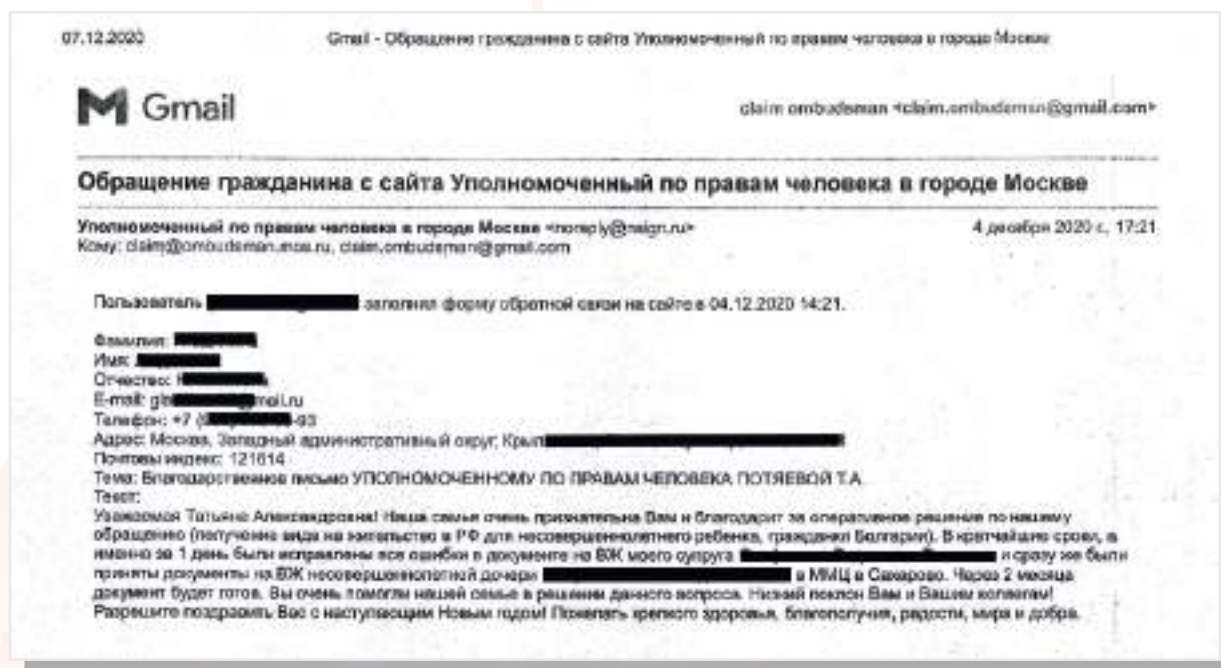 07.12.2020 Gmail - Обращение гражданина с сайта Уполномоченный по правам человека в городе Москве
Gmail claim ombudsman <claim.ombudsman@gmail.com>
Обращение гражданина с сайта Уполномоченный по правам человека в городе Москве
Уполномоченный по правам человека в городе Москве <noreply@nsign.ru> 4 декабря 2020 г., 17:21
Кому: claim@ombudsman.mos.ru, claim.ombudsman@gmail.com
Пользователь заполнил форму обратной связи на сайте в 04.12.2020 14:21.
Фамилия:
Имя:
Отчество:
E-mail: mail.ru
Телефон: +7 -93
Адрес: Москва, Западный административный округ, Крыл
Почтовы индекс: 121614
Тема: Благодарственное письмо УПОЛНОМОЧЕННОМУ ПО ПРАВАМ ЧЕЛОВЕКА ПОТЯЕВОЙ Т.А
Текст:
Уважаемая Татьяна Александровна! Наша семья очень признательна Вам и благодарит за оперативное решение по нашему
обращению (получение вида на жительство в РФ для несовершеннолетнего ребенка, гражданки Болгарии). В кратчайшие сроки, а
именно за 1 день были исправлены все ошибки в документе на ВЖ моего супруга и сразу же были
приняты документы на ВЖ несовершеннолетней дочери в ММЦ в Сахарово. Через 2 месяца
документ будет готов. Вы очень помогли нашей семье в решении данного вопроса. Низкий поклон Вам и Вашим коллегам!
Разрешите поздравить Вас с наступающим Новым годом! Пожелать крепкого здоровья, благополучия, радости, мира и добра.